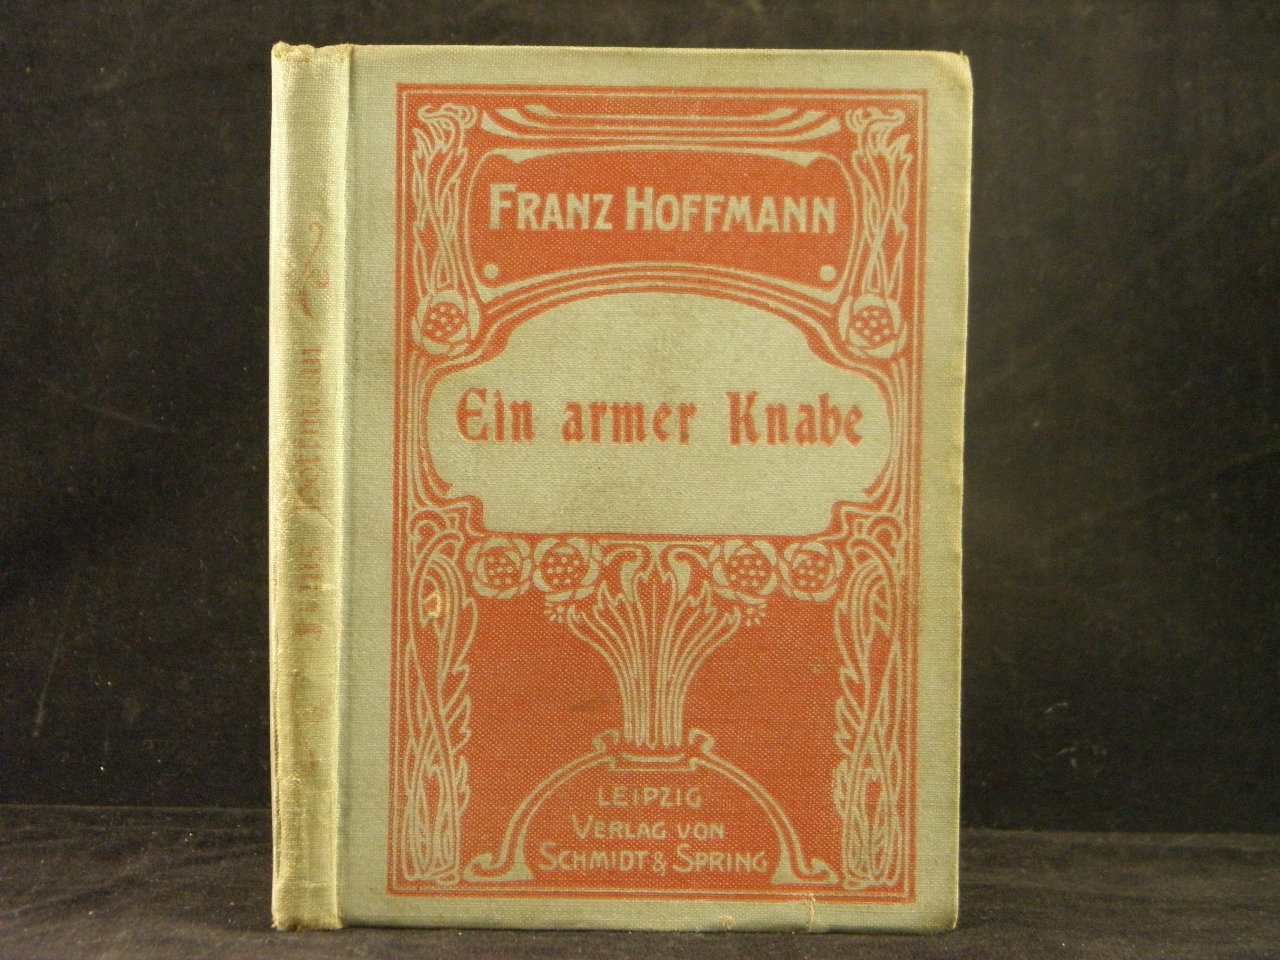 FRANZ HOFFMANN
Ein armer Knabe
LEIPZIG
VERLAG VON
SCHMIDT & SPRING